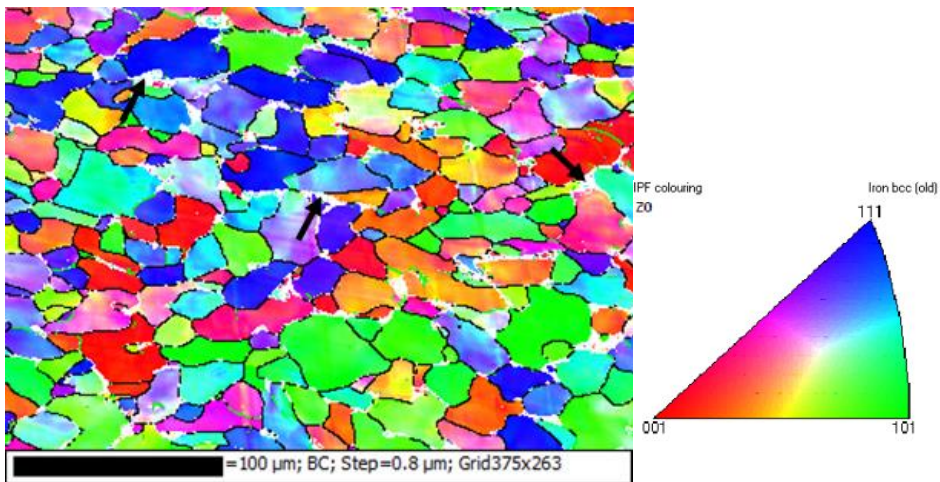 =100 µm; BC; Step=0.8 µm; Grid375x263
IPF colouring
Iron bcc (old)
Z0
111
001
101